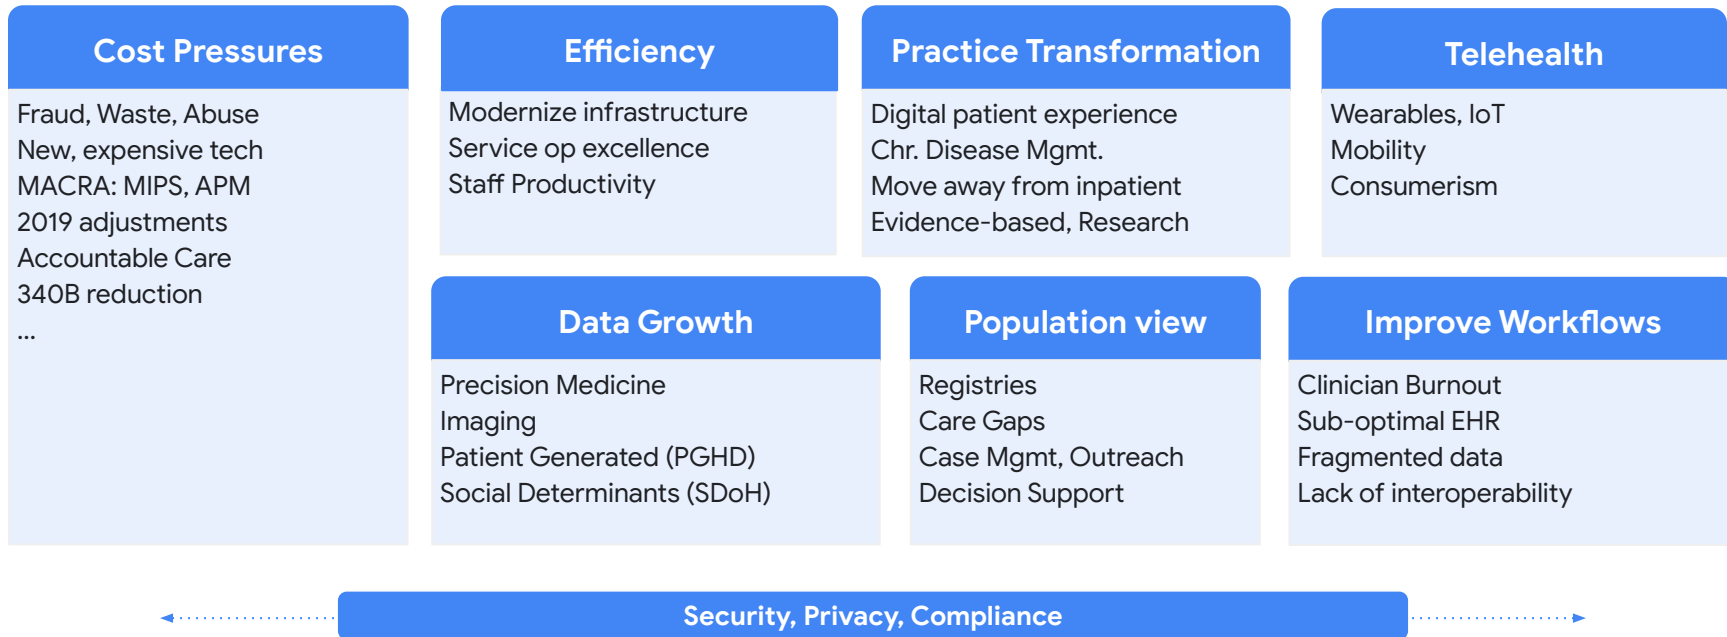 Cost Pressures
Fraud, Waste, Abuse
New, expensive tech
MACRA: MIPS, APM
2019 adjustments
Accountable Care
340B reduction
...
Efficiency
Modernize infrastructure
Service op excellence
Staff Productivity
Practice Transformation
Digital patient experience
Chr. Disease Mgmt.
Move away from inpatient
Evidence-based, Research
Telehealth
Wearables, IoT
Mobility
Consumerism
Data Growth
Precision Medicine
Imaging
Patient Generated (PGHD)
Social Determinants (SDoH)
Population view
Registries
Care Gaps
Case Mgmt, Outreach
Decision Support
Improve Workflows
Clinician Burnout
Sub-optimal EHR
Fragmented data
Lack of interoperability
Security, Privacy, Compliance